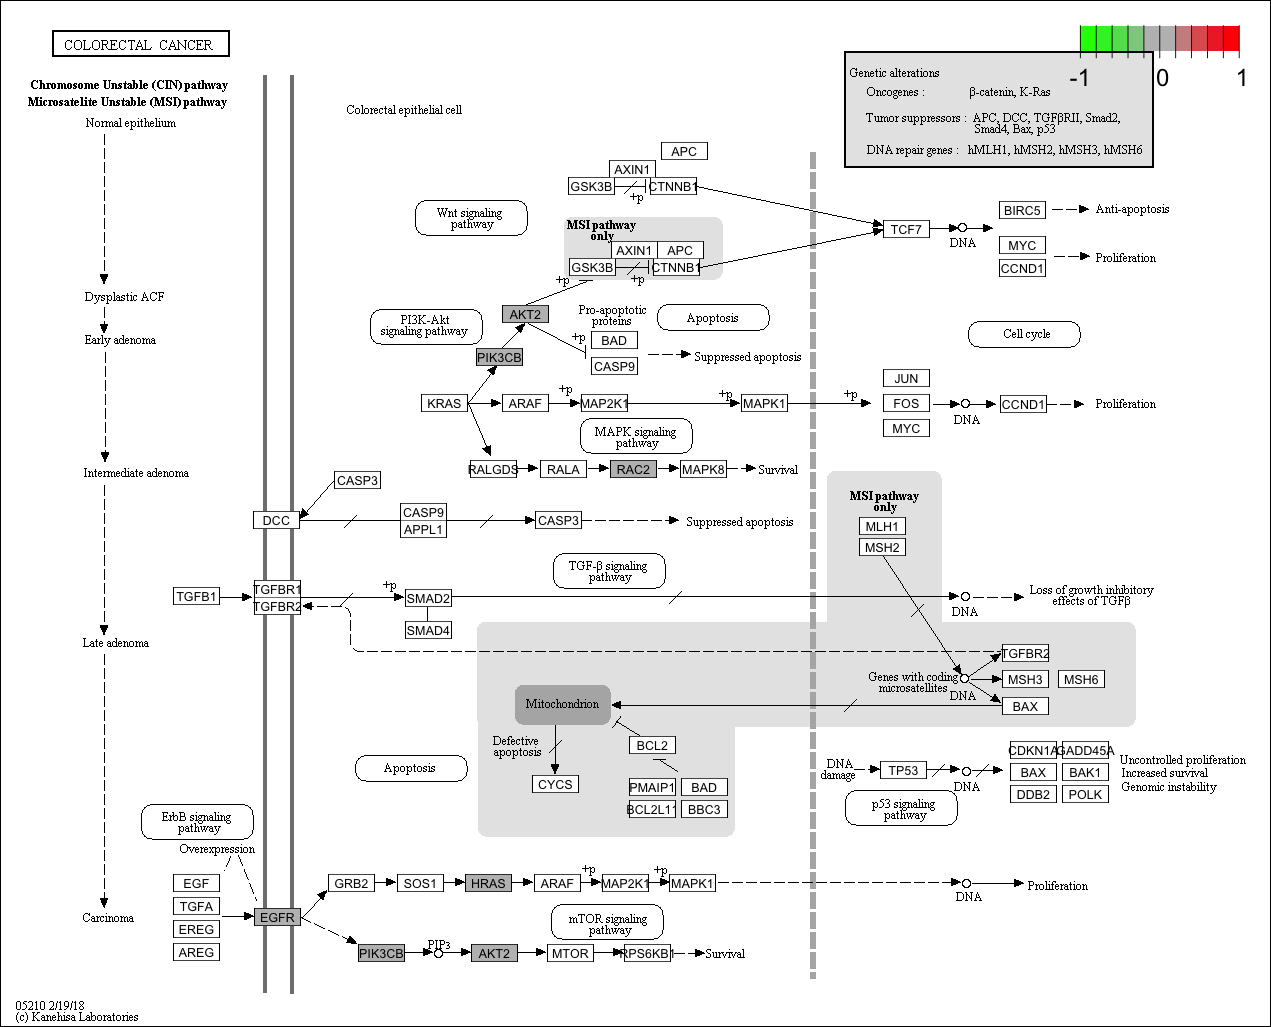 COLORECTAL CANCER
-1 0 1
Genetic alterations
Oncogenes : β-catenin, K-Ras
Tumor suppressors : APC, DCC, TGFβRII, Smad2,
Smad4, Bax, p53
DNA repair genes : hMLH1, hMSH2, hMSH3, hMSH6
Chromosome Unstable (CIN) pathway
Microsatelite Unstable (MSI) pathway
Normal epithelium
Dysplastic ACF
Early adenoma
Intermediate adenoma
Late adenoma
Carcinoma
Colorectal epithelial cell
APC
AXIN1
GSK3B CTNNB1
+p
Wnt signaling
pathway
MSI pathway
only
AXIN1 APC
GSK3B CTNNB1
+p +p
TCF7
DNA
BIRC5 Anti-apoptosis
MYC
CCND1
Proliferation
PI3K-Akt
signaling pathway
AKT2
PIK3CB
Pro-apoptotic
proteins
+p
BAD
CASP9
Suppressed apoptosis
Apoptosis
Cell cycle
KRAS ARAF +p MAP2K1 +p MAPK1 +p
JUN
FOS
MYC
DNA
CCND1 Proliferation
MAPK signaling
pathway
RALGDS RALA RAC2 MAPK8 Survival
CASP3
DCC
CASP9
APPL1
CASP3 Suppressed apoptosis
MSI pathway
only
MLH1
MSH2
TGF-β signaling
pathway
TGFB1
TGFBR1
TGFBR2
+p
SMAD2
SMAD4
DNA
Loss of growth inhibitory
effects of TGFβ
Genes with coding
microsatellites
DNA
TGFBR2
MSH3 MSH6
BAX
Mitochondrion
Defective
apoptosis
CYCS
BCL2
PMAIP1 BAD
BCL2L11 BBC3
Apoptosis
DNA
damage
TP53
DNA
CDKN1A GADD45A
BAX BAK1
DDB2 POLK
Uncontrolled proliferation
Increased survival
Genomic instability
p53 signaling
pathway
ErbB signaling
pathway
Overexpression
EGF
TGFA
EREG
AREG
EGFR
GRB2 SOS1 HRAS ARAF +p MAP2K1 +p MAPK1
DNA
Proliferation
mTOR signaling
pathway
PIK3CB PIP3 AKT2 MTOR RPS6KB1 Survival
05210 2/19/18
(c) Kanehisa Laboratories